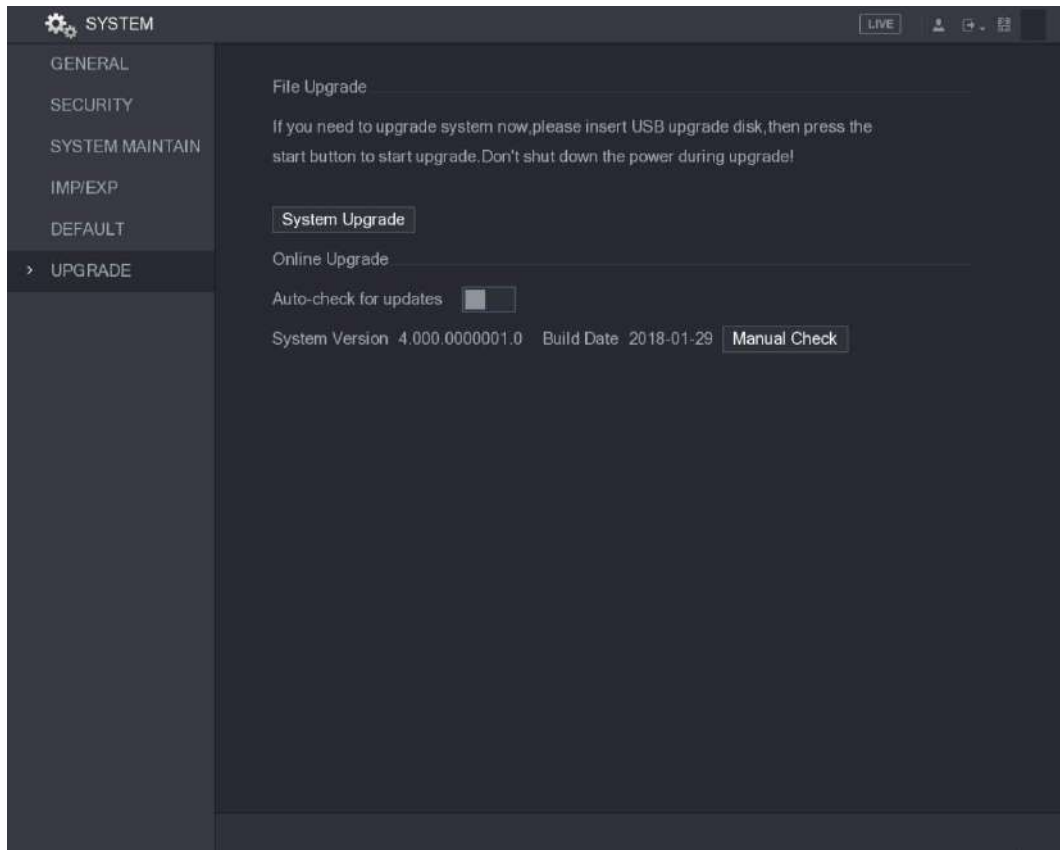 SYSTEM
LIVE
GENERAL
SECURITY
SYSTEM MAINTAIN
IMP/EXP
DEFAULT
UPGRADE
File Upgrade
If you need to upgrade system now,please insert USB upgrade disk,then press the
start button to start upgrade.Don't shut down the power during upgrade!
System Upgrade
Online Upgrade
Auto-check for updates
System Version 4.000.0000001.0 Build Date 2018-01-29 Manual Check